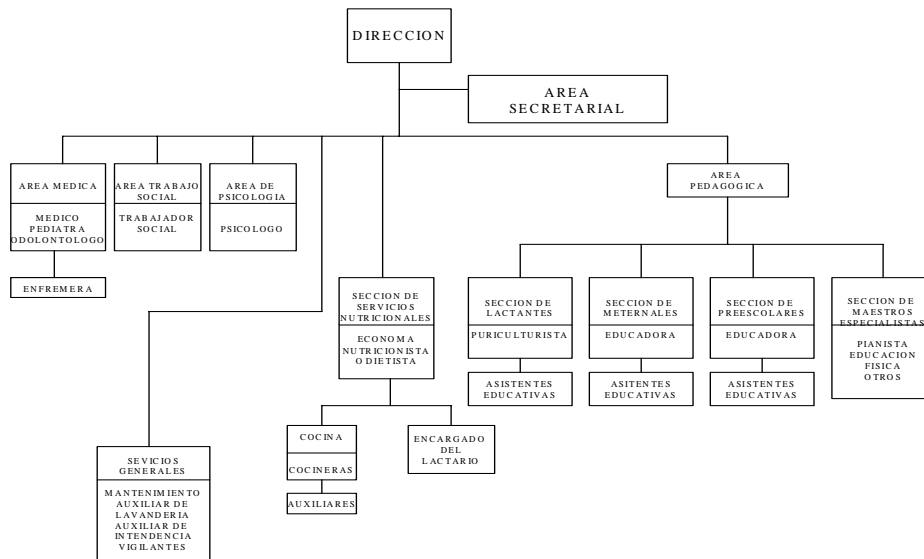 DIRECCION
AREA
SECRETARIAL
AREA MEDICA
MEDICO
PEDIATRA
ODOLONTOLOGO
ENFREMERA
AREA TRABAJO
SOCIAL
TRABAJADOR
SOCIAL
AREA DE
PSICOLOGIA
PSICOLOGO
AREA
PEDAGOGICA
SECCION DE
SERVICIOS
NUTRICIONALES
ECONOMA
NUTRICIONISTA
O DIETISTA
SECCION DE
LACTANTES
PURICULTURISTA
ASISTENTES
EDUCATIVAS
SECCION DE
METERNALES
EDUCADORA
ASITENTES
EDUCATIVAS
SECCION DE
PREESCOLARES
EDUCADORA
ASISTENTES
EDUCATIVAS
SECCION DE
MAESTROS
ESPECIALISTAS
PIANISTA
EDUCACION
FISICA
OTROS
COCINA
COCINERAS
AUXILIARES
ENCARGADO
DEL
LACTARIO
SEVICIOS
GENERALES
MANTENIMIENTO
AUXILIAR DE
LAVANDERIA
AUXILIAR DE
INTENDENCIA
VIGILANTES